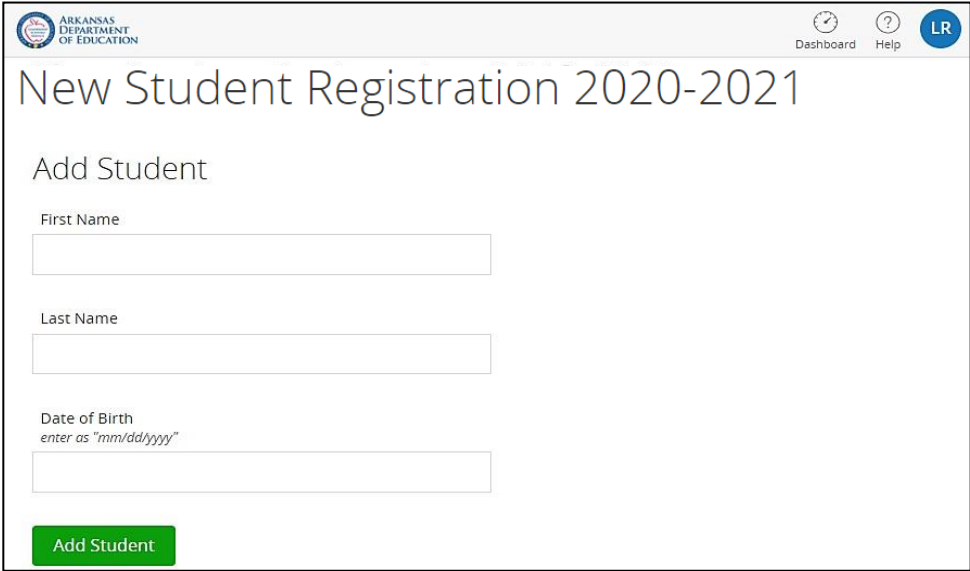 ARKANSAS
DEPARTMENT
OF EDUCATION
Dashboard
Help
LR
New Student Registration 2020-2021
Add Student
First Name
Last Name
Date of Birth
enter as "mm/dd/yyyy"
Add Student